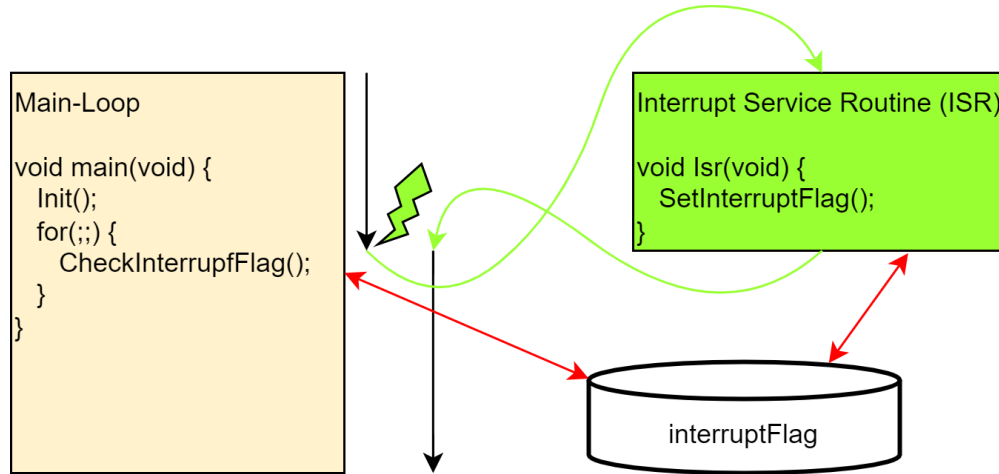 Main-Loop
void main(void) {
Init();
for(;;) {
CheckInterrupfFlag();
}
}
Interrupt Service Routine (ISR)
void Isr(void) {
SetInterruptFlag();
}
interruptFlag